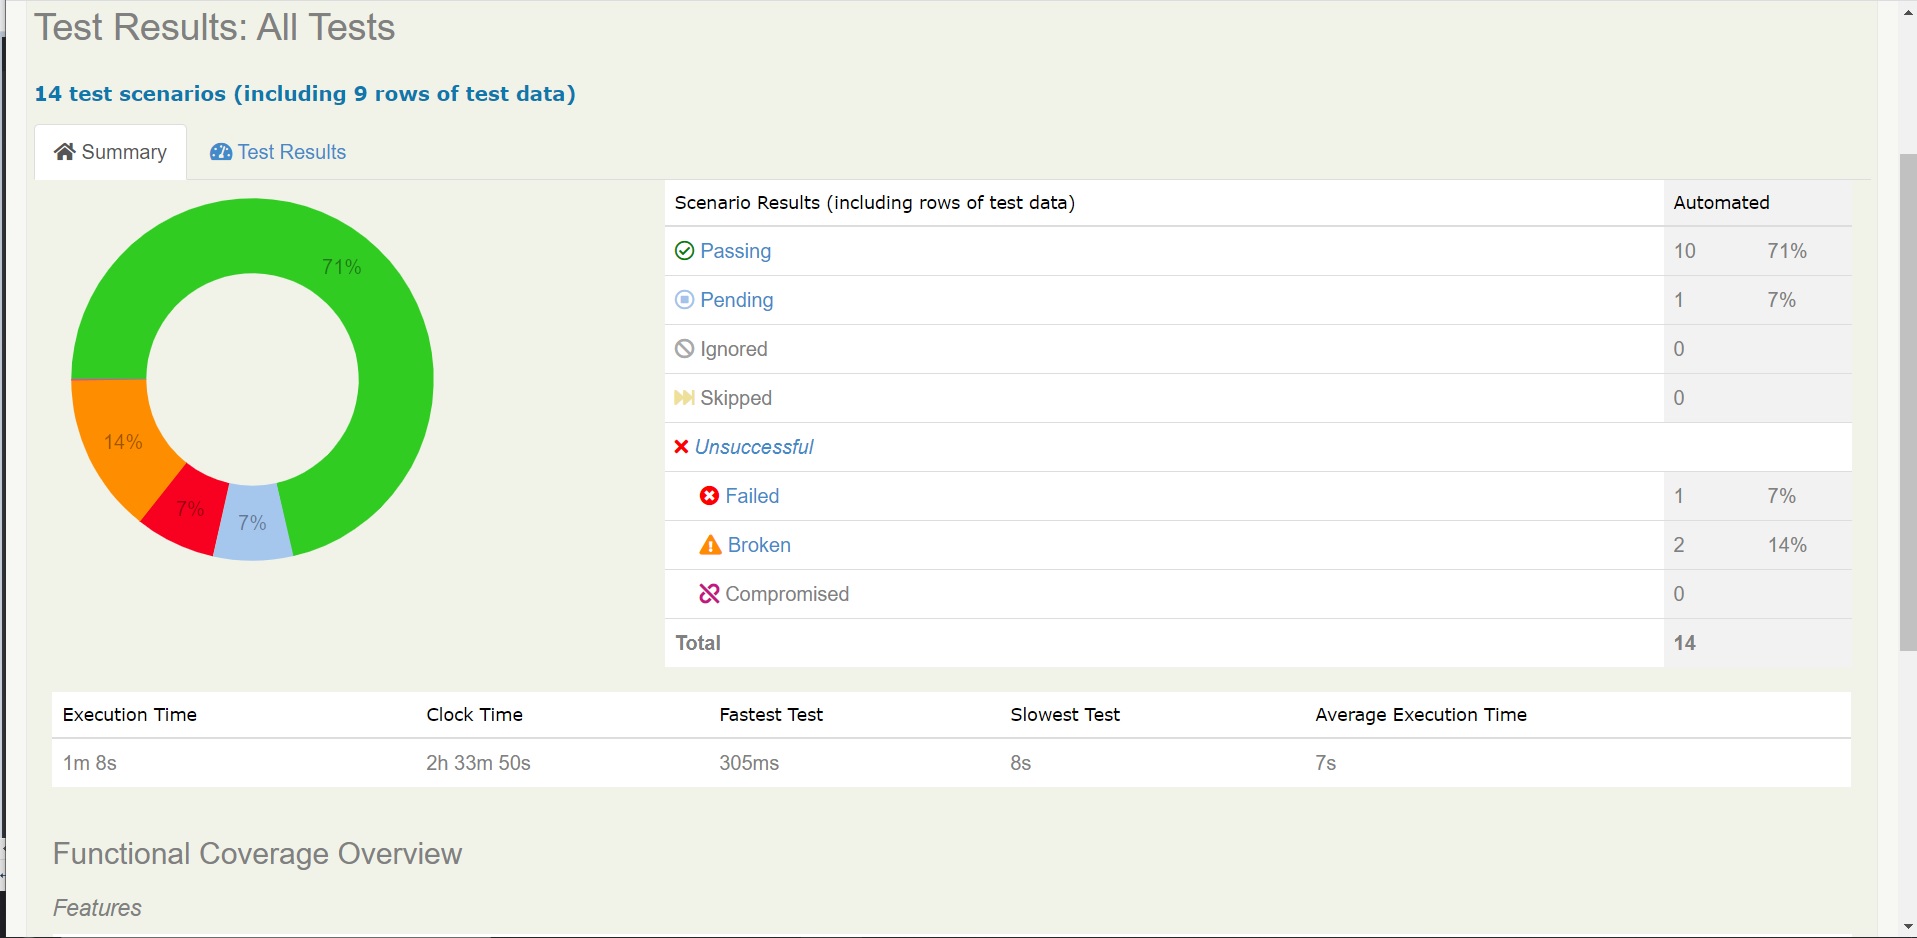 Test Results: All Tests
14 test scenarios (including 9 rows of test data)
Summary Test Results
71%
14%
7%
7%
Scenario Results (including rows of test data) Automated
Passing 10 71%
Pending 1 7%
Ignored 0
Skipped 0
Unsuccessful
Failed 1 7%
Broken 2 14%
Compromised 0
Total 14
Execution Time Clock Time Fastest Test Slowest Test Average Execution Time
1m 8s 2h 33m 50s 305ms 8s 7s
Functional Coverage Overview
Features